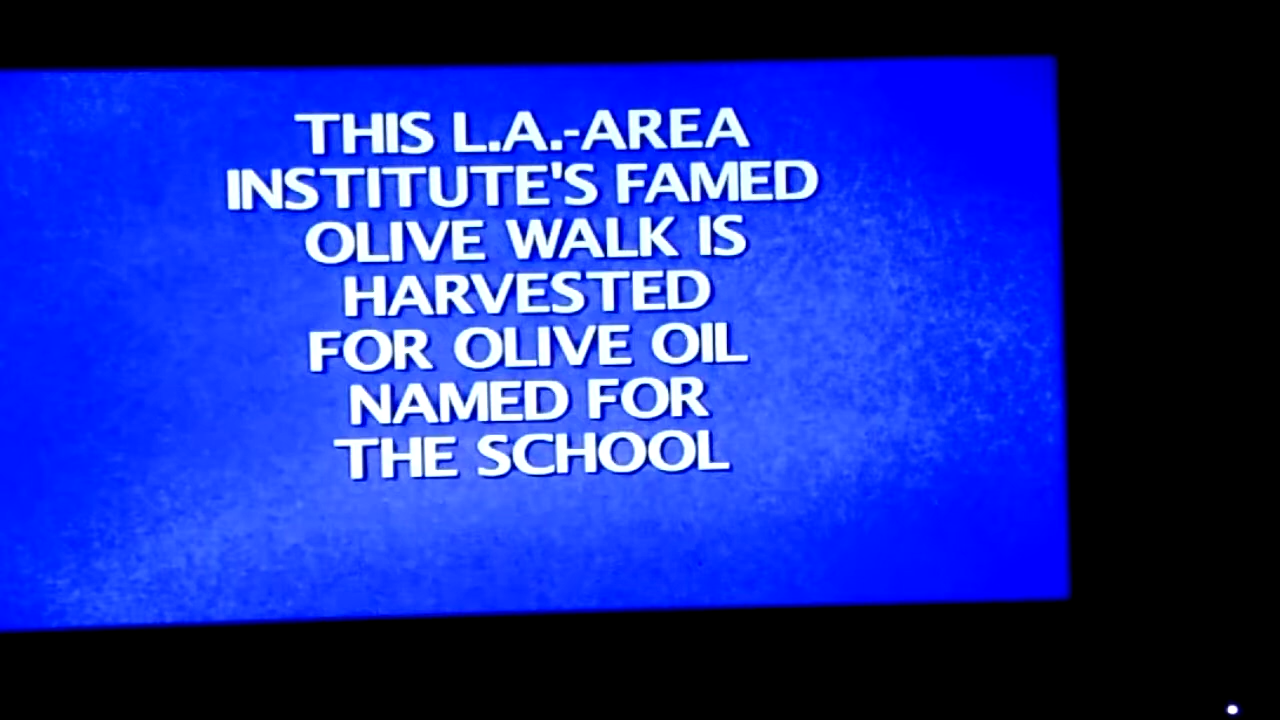 THIS L.A.-AREA
INSTITUTE'S FAMED
OLIVE WALK IS
HARVESTED
FOR OLIVE OIL
NAMED FOR
THE SCHOOL